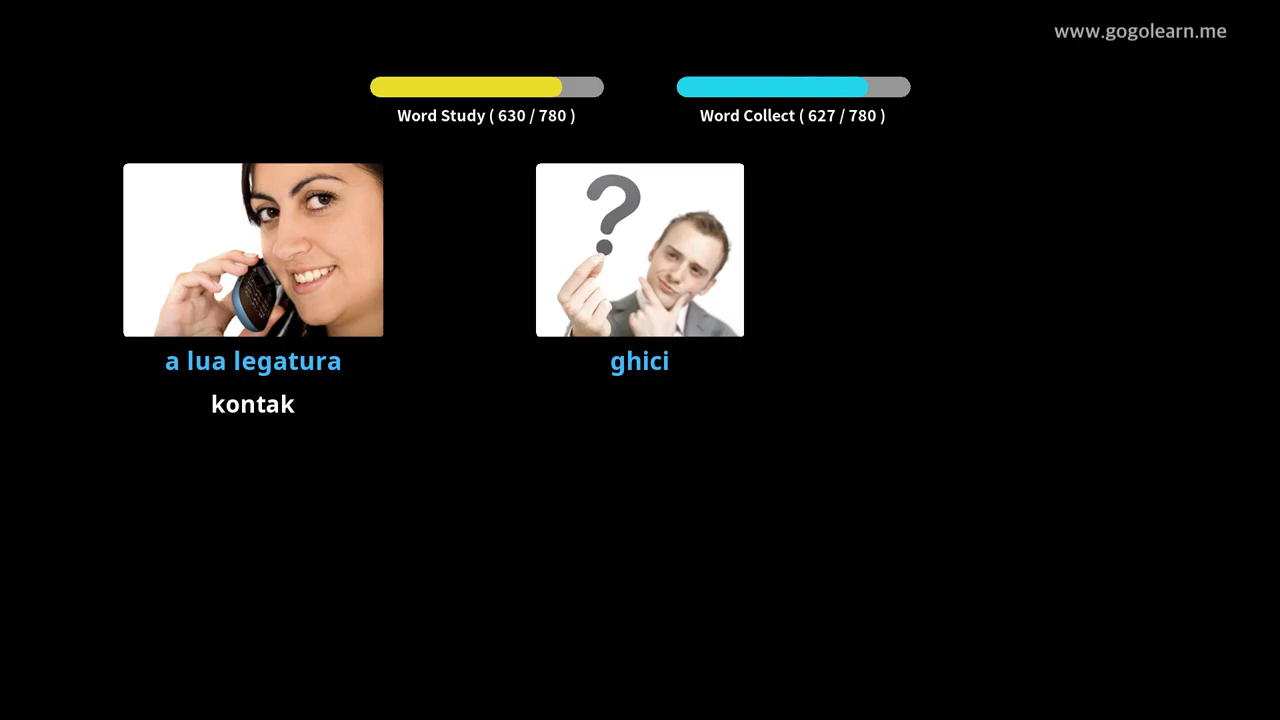 www.gogolearn.me
Word Study ( 630 / 780 )
Word Collect ( 627 / 780 )
a lua legatura
ghici
kontak